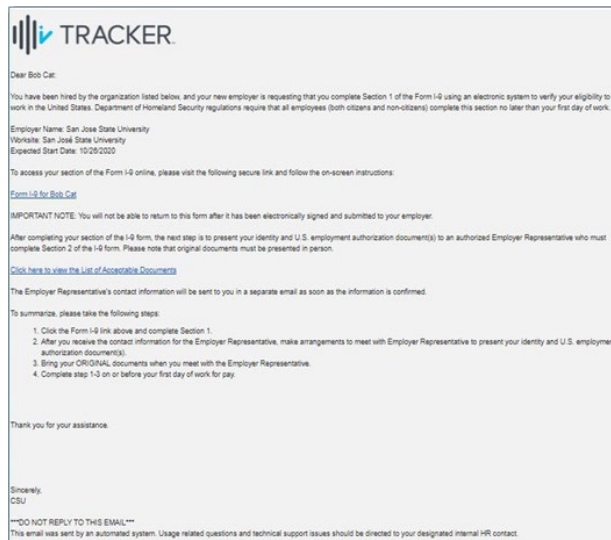 TRACKER
Dear Bob Cat:
You have been hired by the organization listed below, and your new employer is requesting that you complete Section 1 of the Form I-9 using an electronic system to verify your eligibility to
work in the United States. Department of Homeland Security regulations require that all employees (both citizens and non-citizens) complete this section no later than your first day of work.
Employer Name: San Jose State University
Worksite: San José State University
Expected Start Date: 10/26/2020
To access your section of the Form I-9 online, please visit the following secure link and follow the on-screen instructions:
Form I-9 for Bob Cat
IMPORTANT NOTE: You will not be able to return to this form after it has been electronically signed and submitted to your employer.
After completing your section of the I-9 form, the next step is to present your identity and U.S. employment authorization document(s) to an authorized Employer Representative who must
complete Section 2 of the I-9 form. Please note that original documents must be presented in person.
Click here to view the List of Acceptable Documents
The Employer Representative's contact information will be sent to you in a separate email as soon as the information is confirmed.
To summarize, please take the following steps:
1. Click the Form I-9 link above and complete Section 1.
2. After you receive the contact information for the Employer Representative, make arrangements to meet with Employer Representative to present your identity and U.S. employmen
authorization document(s).
3. Bring your ORIGINAL documents when you meet with the Employer Representative.
4. Complete step 1-3 on or before your first day of work for pay.
Thank you for your assistance.
Sincerely,
CSU
***DO NOT REPLY TO THIS EMAIL***
This email was sent by an automated system. Usage related questions and technical support issues should be directed to your designated internal HR contact.